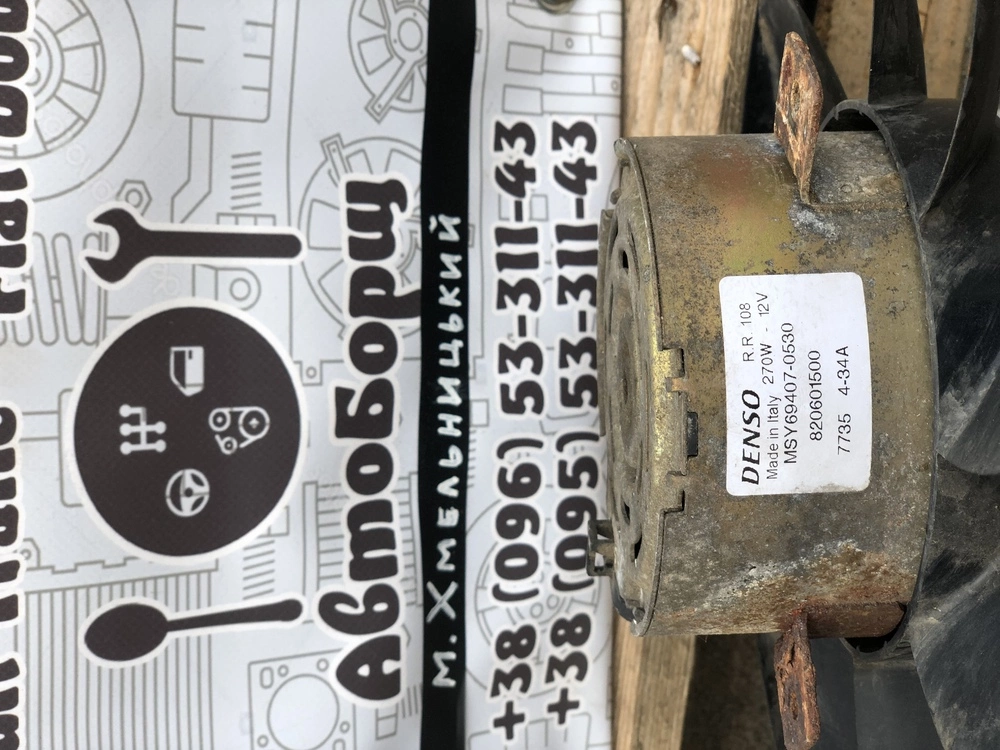 АвтоБорщ
м. Хмельницький
+38 (096) 53-311-43
+38 (095) 53-311-43
DENSO R.R. 108
Made in Italy 270W - 12V
MSY69407-0530
820601500
7735 4-34A